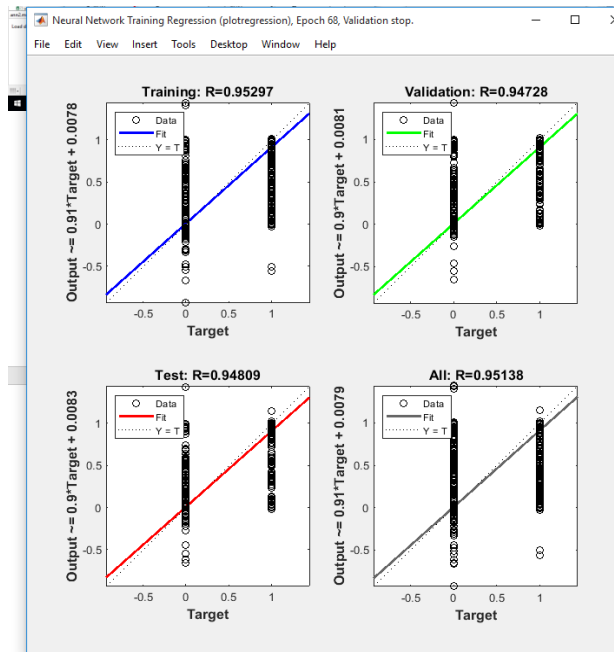 Neural Network Training Regression (plotregression), Epoch 68, Validation stop.
File Edit View Insert Tools Desktop Window Help
Training: R=0.95297
Output ~= 0.91*Target + 0.0078
Data
Fit
Y = T
1
0.5
0
-0.5
-0.5 0 0.5 1
Target
Validation: R=0.94728
Output ~= 0.9*Target + 0.0081
Data
Fit
Y = T
1
0.5
0
-0.5
-0.5 0 0.5 1
Target
Test: R=0.94809
Output ~= 0.9*Target + 0.0083
Data
Fit
Y = T
1
0.5
0
-0.5
-0.5 0 0.5 1
Target
All: R=0.95138
Output ~= 0.91*Target + 0.0079
Data
Fit
Y = T
1
0.5
0
-0.5
-0.5 0 0.5 1
Target